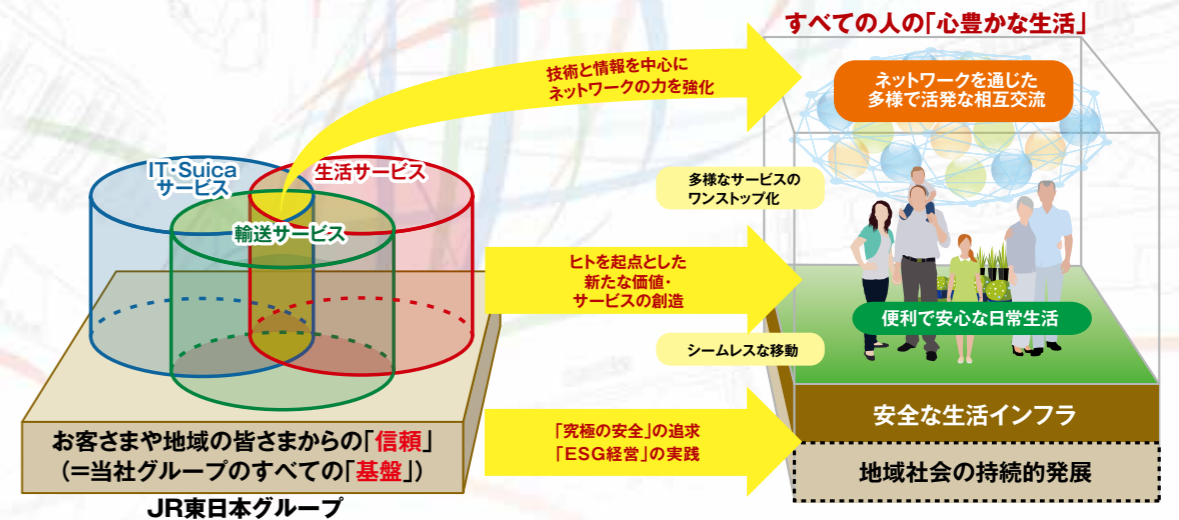 すべての人の「心豊かな生活」
技術と情報を中心に
ネットワークの力を強化
ネットワークを通じた
多様で活発な相互交流
IT・Suica
サービス
生活サービス
輸送サービス
多様なサービスの
ワンストップ化
ヒトを起点とした
新たな価値・
サービスの創造
便利で安心な日常生活
シームレスな移動
お客さまや地域の皆さまからの「信頼」
(=当社グループのすべての「基盤」)
JR東日本グループ
「究極の安全」の追求
「ESG経営」の実践
安全な生活インフラ
地域社会の持続的発展